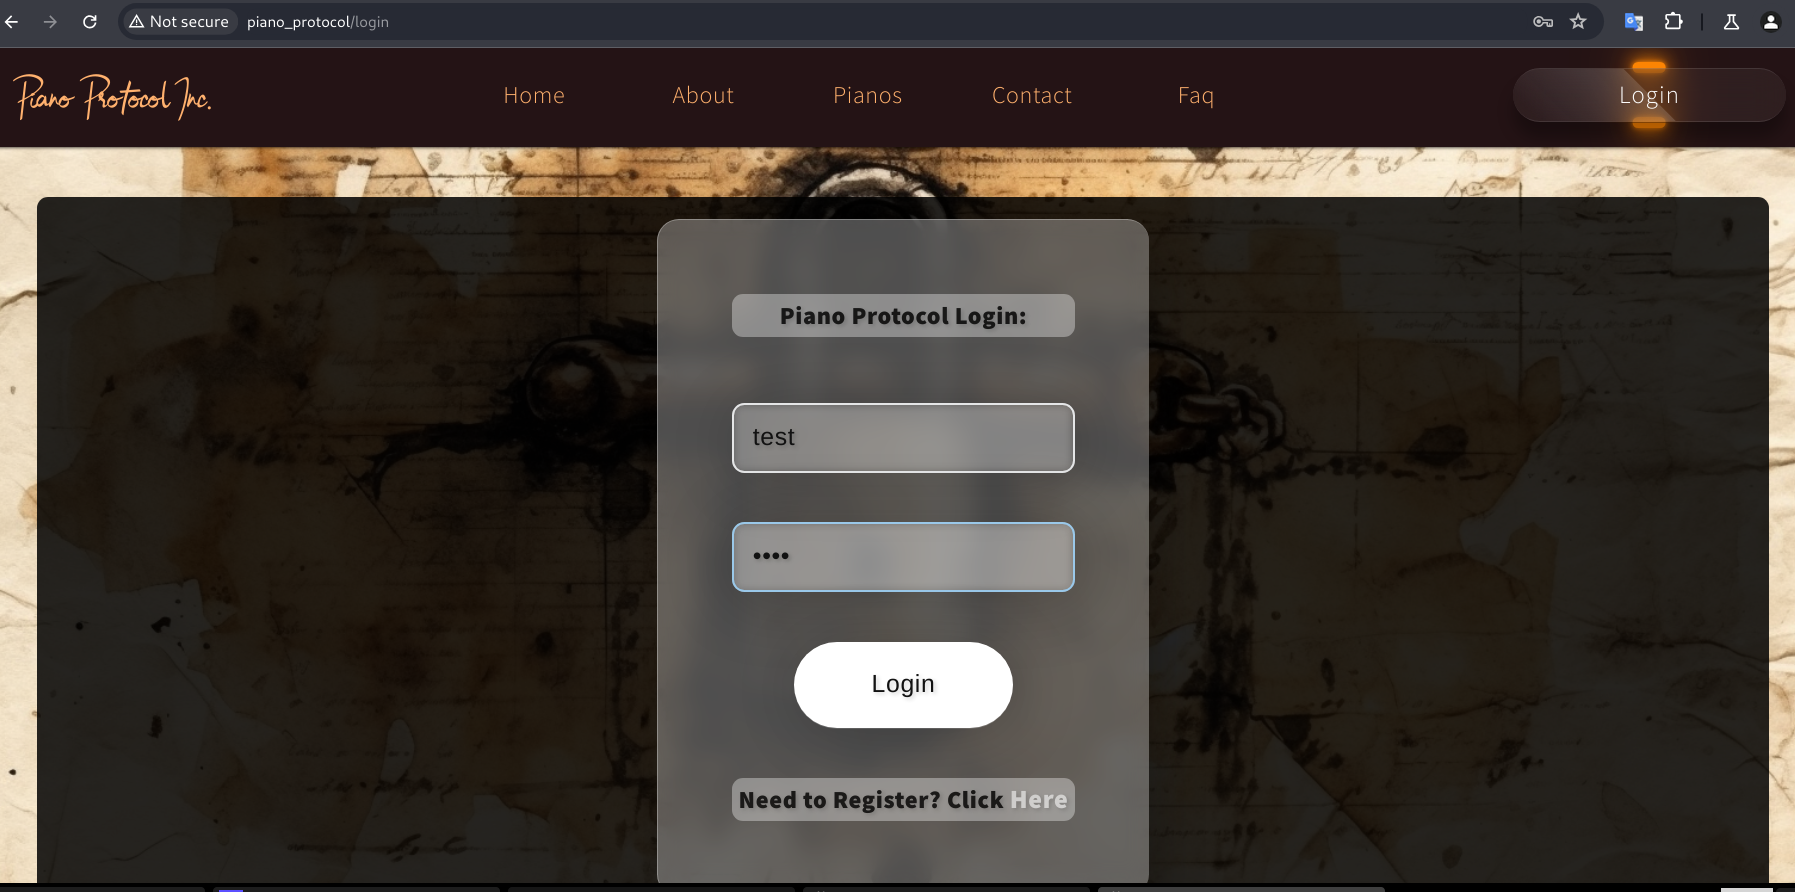 Not secure piano_protocol/login
Piano Protocol Inc.
Home About Pianos Contact Faq
Login
Piano Protocol Login:
test
••••
Login
Need to Register? Click Here